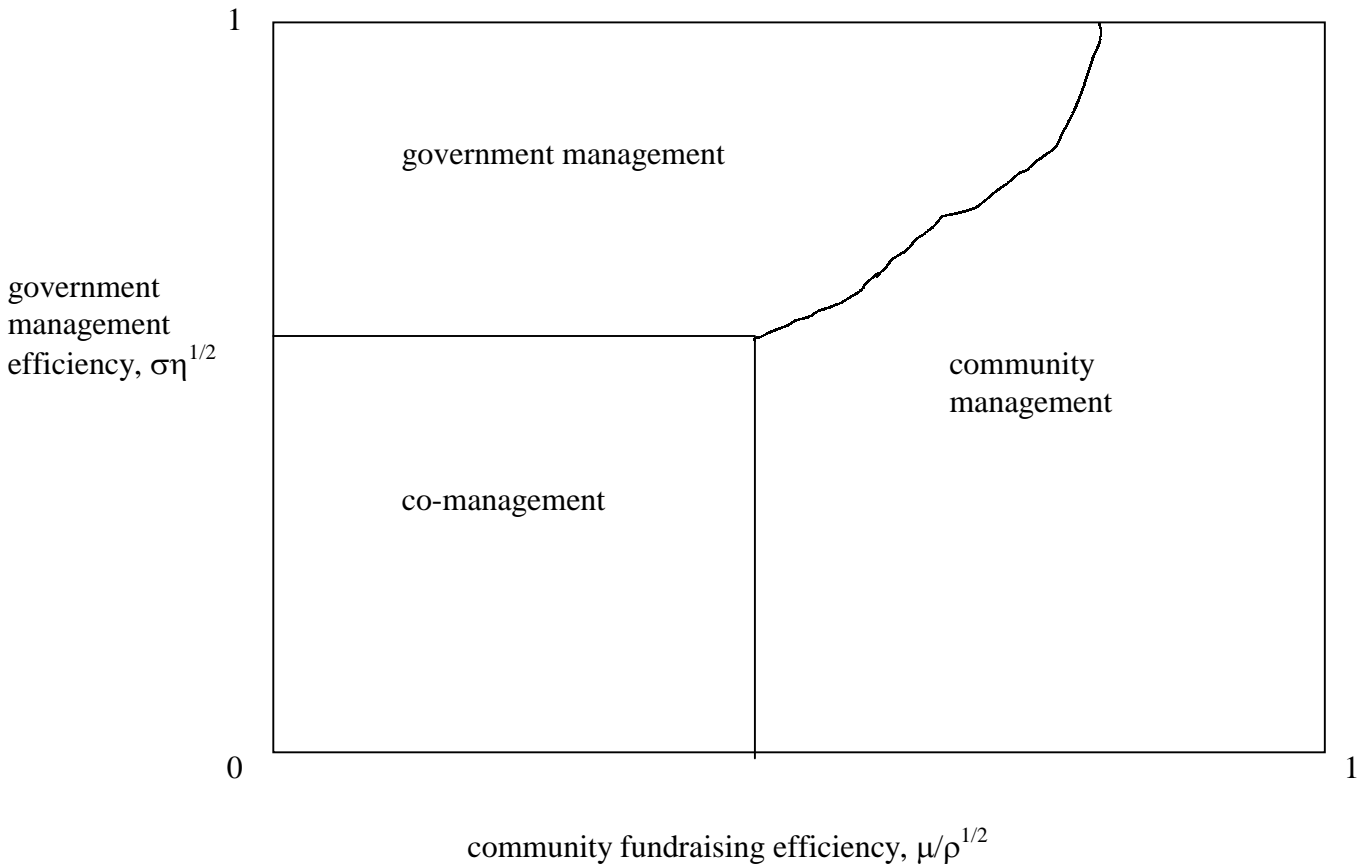 1
government management
government
management
efficiency, ση^{1/2}
community
management
co-management
0
1
community fundraising efficiency, μ/ρ^{1/2}